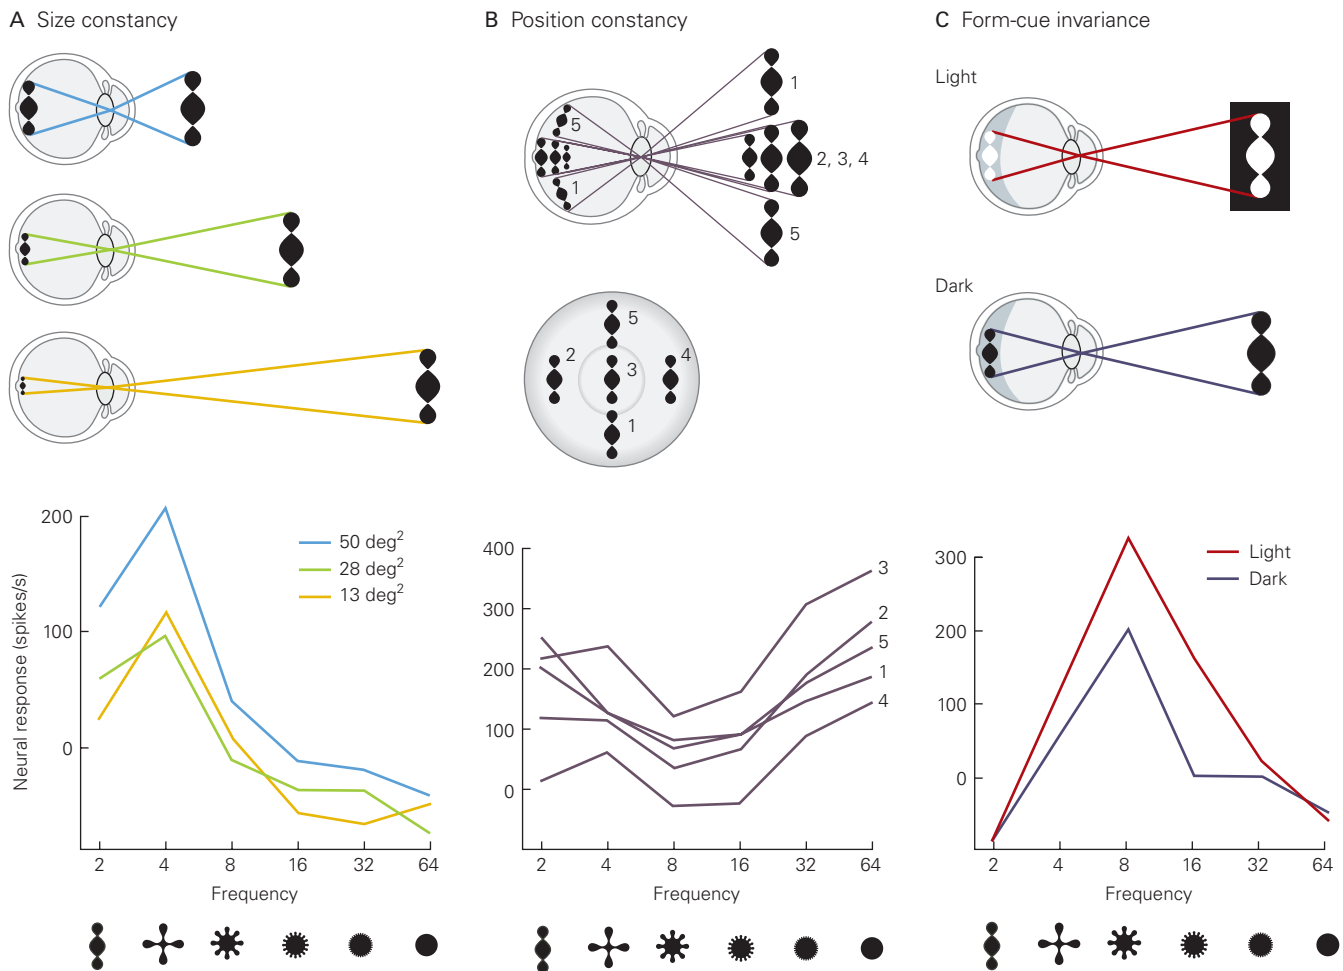 A Size constancy
B Position constancy
C Form-cue invariance
Light
Dark
1
2, 3, 4
5
5
1
5
2
3
4
1
Neural response (spikes/s)
200
100
0
50 deg²
28 deg²
13 deg²
2 4 8 16 32 64
Frequency
400
300
200
100
0
3
2
5
1
4
2 4 8 16 32 64
Frequency
300
100
200
100
300
0
Light
Dark
2 4 8 16 32 64
Frequency